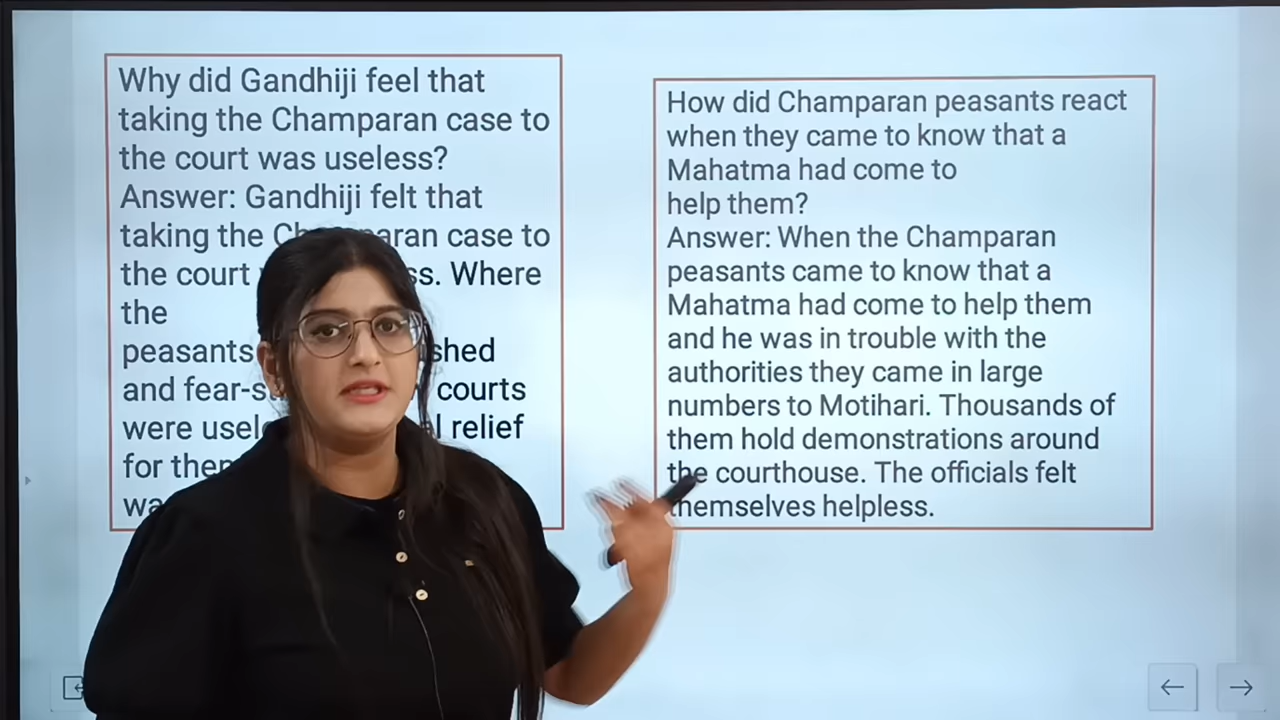 Why did Gandhiji feel that
taking the Champaran case to
the court was useless?
Answer: Gandhiji felt that
taking the case to
the court Where
the
peasants
and courts
were relief
for
How did Champaran peasants react
when they came to know that a
Mahatma had come to
help them?
Answer: When the Champaran
peasants came to know that a
Mahatma had come to help them
and he was in trouble with the
authorities they came in large
numbers to Motihari. Thousands of
them hold demonstrations around
the courthouse. The officials felt
themselves helpless.